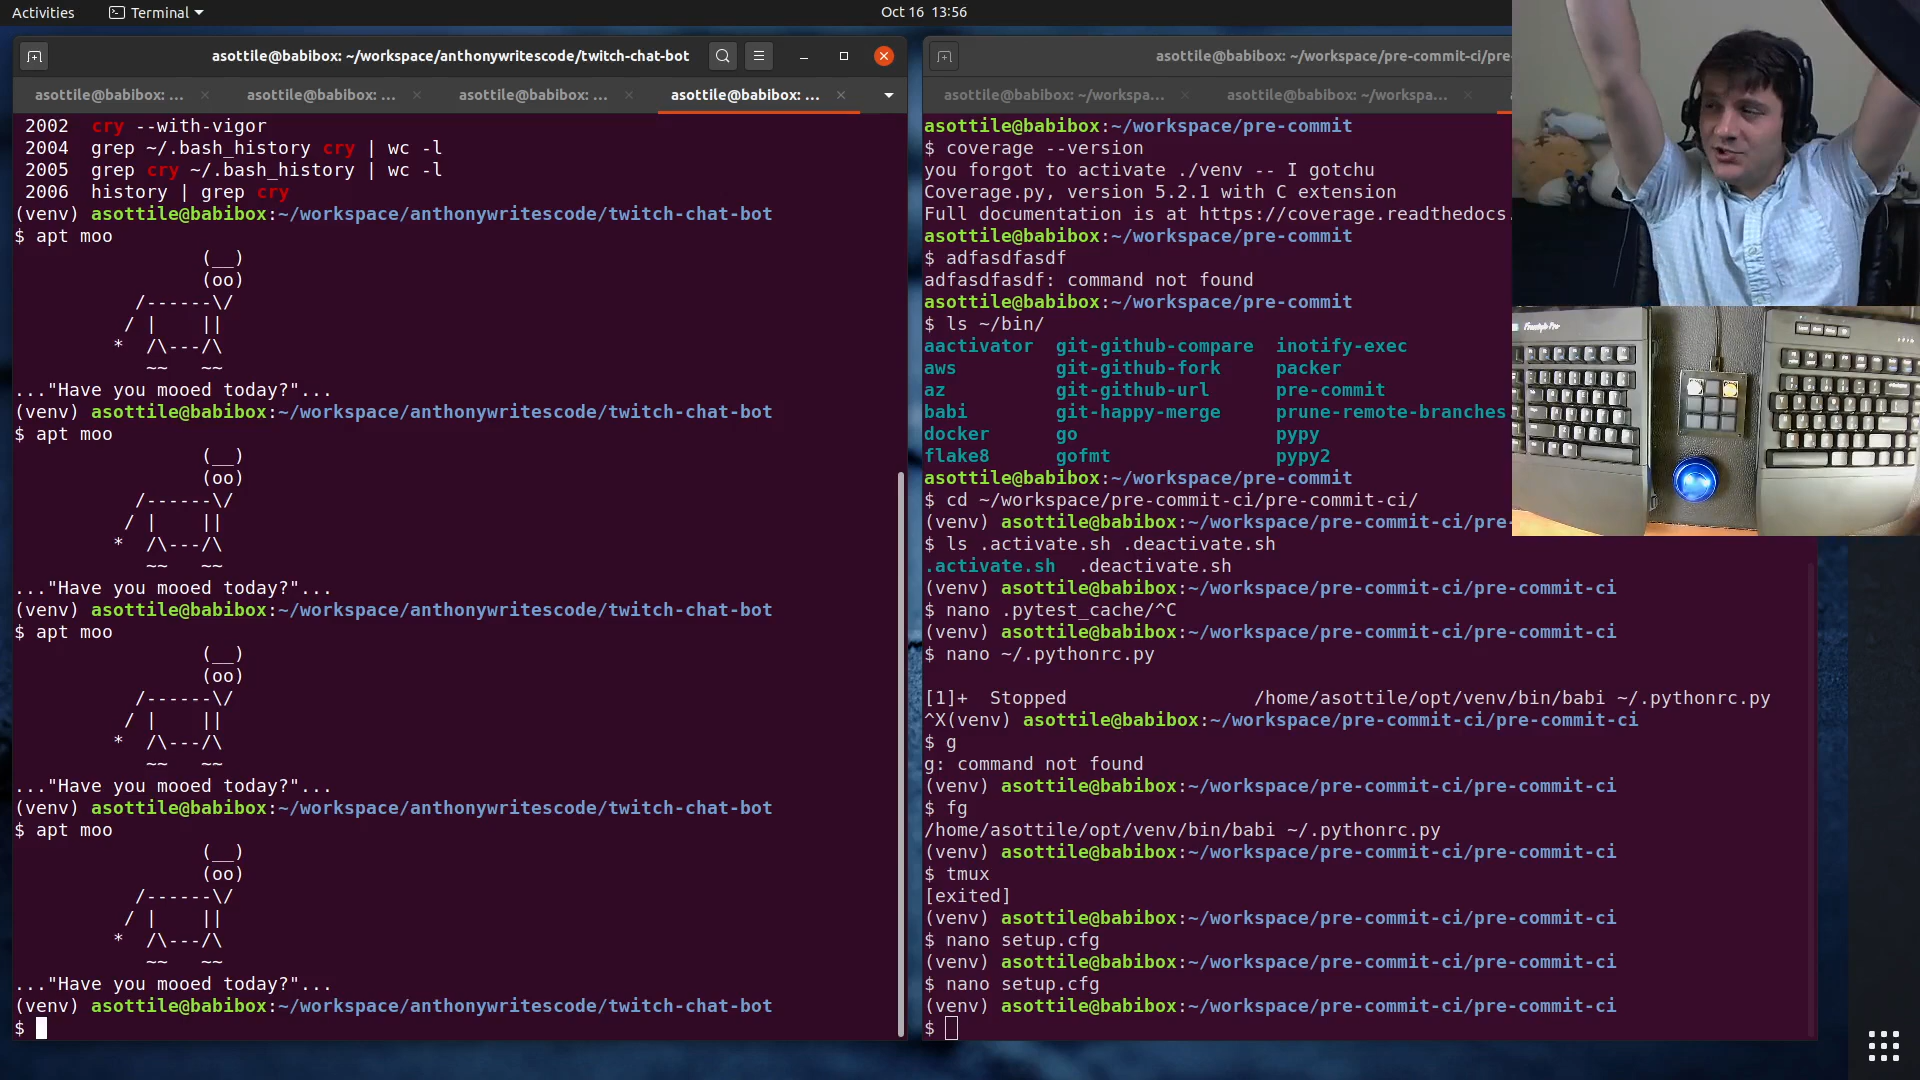 Activities
Terminal
Oct 16 13:56
asottile@babibox: ~/workspace/anthonywritescode/twitch-chat-bot
asottile@babibox: ...
asottile@babibox: ...
asottile@babibox: ...
asottile@babibox: ...
2002 cry --with-vigor
2004 grep ~/.bash_history cry | wc -l
2005 grep cry ~/.bash_history | wc -l
2006 history | grep cry
(venv) asottile@babibox:~/workspace/anthonywritescode/twitch-chat-bot
$ apt moo
                 (__)
                 (oo)
           /------\/
          / |    ||
         *  /\---/\
            ~~   ~~
..."Have you mooed today?"...
(venv) asottile@babibox:~/workspace/anthonywritescode/twitch-chat-bot
$ apt moo
                 (__)
                 (oo)
           /------\/
          / |    ||
         *  /\---/\
            ~~   ~~
..."Have you mooed today?"...
(venv) asottile@babibox:~/workspace/anthonywritescode/twitch-chat-bot
$ apt moo
                 (__)
                 (oo)
           /------\/
          / |    ||
         *  /\---/\
            ~~   ~~
..."Have you mooed today?"...
(venv) asottile@babibox:~/workspace/anthonywritescode/twitch-chat-bot
$ apt moo
                 (__)
                 (oo)
           /------\/
          / |    ||
         *  /\---/\
            ~~   ~~
..."Have you mooed today?"...
(venv) asottile@babibox:~/workspace/anthonywritescode/twitch-chat-bot
$
asottile@babibox: ~/workspace/pre-commit-ci/pre-
asottile@babibox: ~/workspa...
asottile@babibox: ~/workspa...
asottile@babibox:~/workspace/pre-commit
$ coverage --version
you forgot to activate ./venv -- I gotchu
Coverage.py, version 5.2.1 with C extension
Full documentation is at https://coverage.readthedocs.
asottile@babibox:~/workspace/pre-commit
$ adfasdfasdf
adfasdfasdf: command not found
asottile@babibox:~/workspace/pre-commit
$ ls ~/bin/
aactivator git-github-compare inotify-exec
aws git-github-fork packer
az git-github-url pre-commit
babi git-happy-merge prune-remote-branches
docker go pypy
flake8 gofmt pypy2
asottile@babibox:~/workspace/pre-commit
$ cd ~/workspace/pre-commit-ci/pre-commit-ci/
(venv) asottile@babibox:~/workspace/pre-commit-ci/pre-
$ ls .activate.sh .deactivate.sh
.activate.sh .deactivate.sh
(venv) asottile@babibox:~/workspace/pre-commit-ci/pre-commit-ci
$ nano .pytest_cache/^C
(venv) asottile@babibox:~/workspace/pre-commit-ci/pre-commit-ci
$ nano ~/.pythonrc.py
[1]+ Stopped /home/asottile/opt/venv/bin/babi ~/.pythonrc.py
^X(venv) asottile@babibox:~/workspace/pre-commit-ci/pre-commit-ci
$ g
g: command not found
(venv) asottile@babibox:~/workspace/pre-commit-ci/pre-commit-ci
$ fg
/home/asottile/opt/venv/bin/babi ~/.pythonrc.py
(venv) asottile@babibox:~/workspace/pre-commit-ci/pre-commit-ci
$ tmux
[exited]
(venv) asottile@babibox:~/workspace/pre-commit-ci/pre-commit-ci
$ nano setup.cfg
(venv) asottile@babibox:~/workspace/pre-commit-ci/pre-commit-ci
$ nano setup.cfg
(venv) asottile@babibox:~/workspace/pre-commit-ci/pre-commit-ci
$
Freestyle Pro